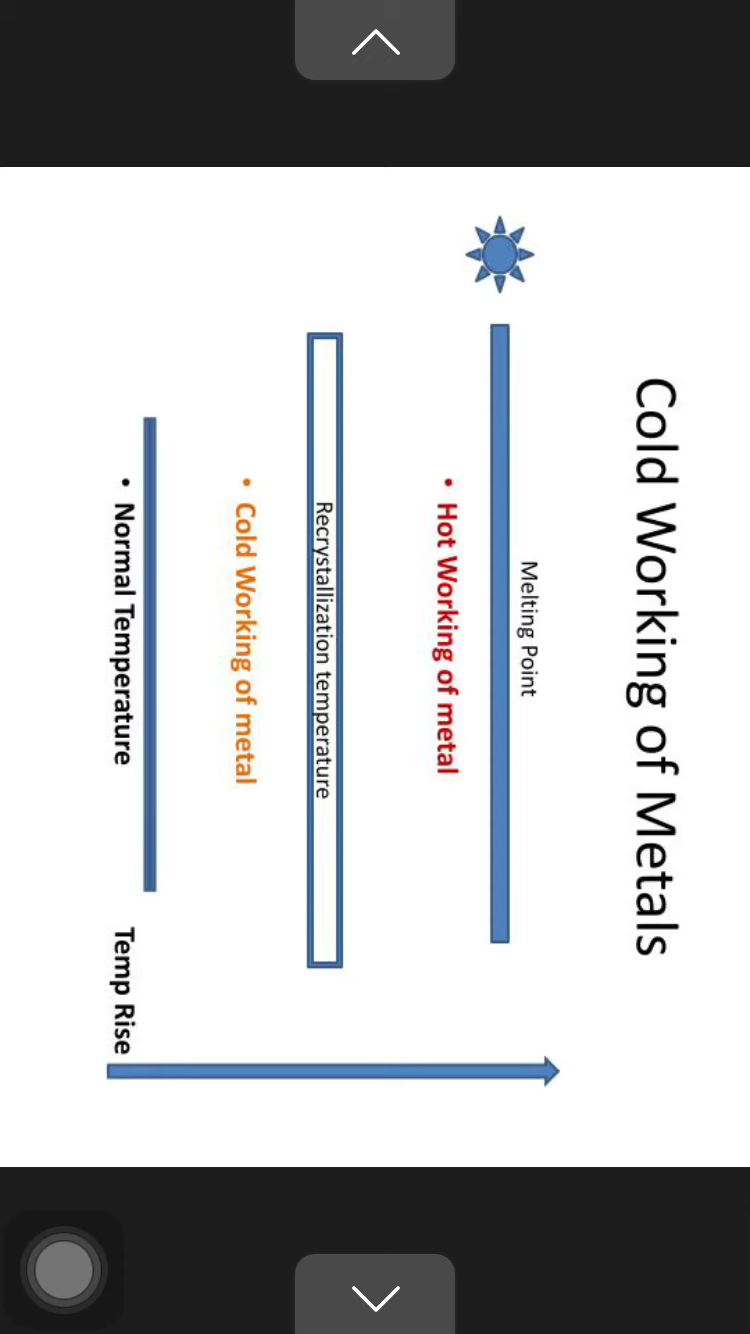 Cold Working of Metals
Melting Point
• Hot Working of metal
Recrystallization temperature
• Cold Working of metal
• Normal Temperature
Temp Rise